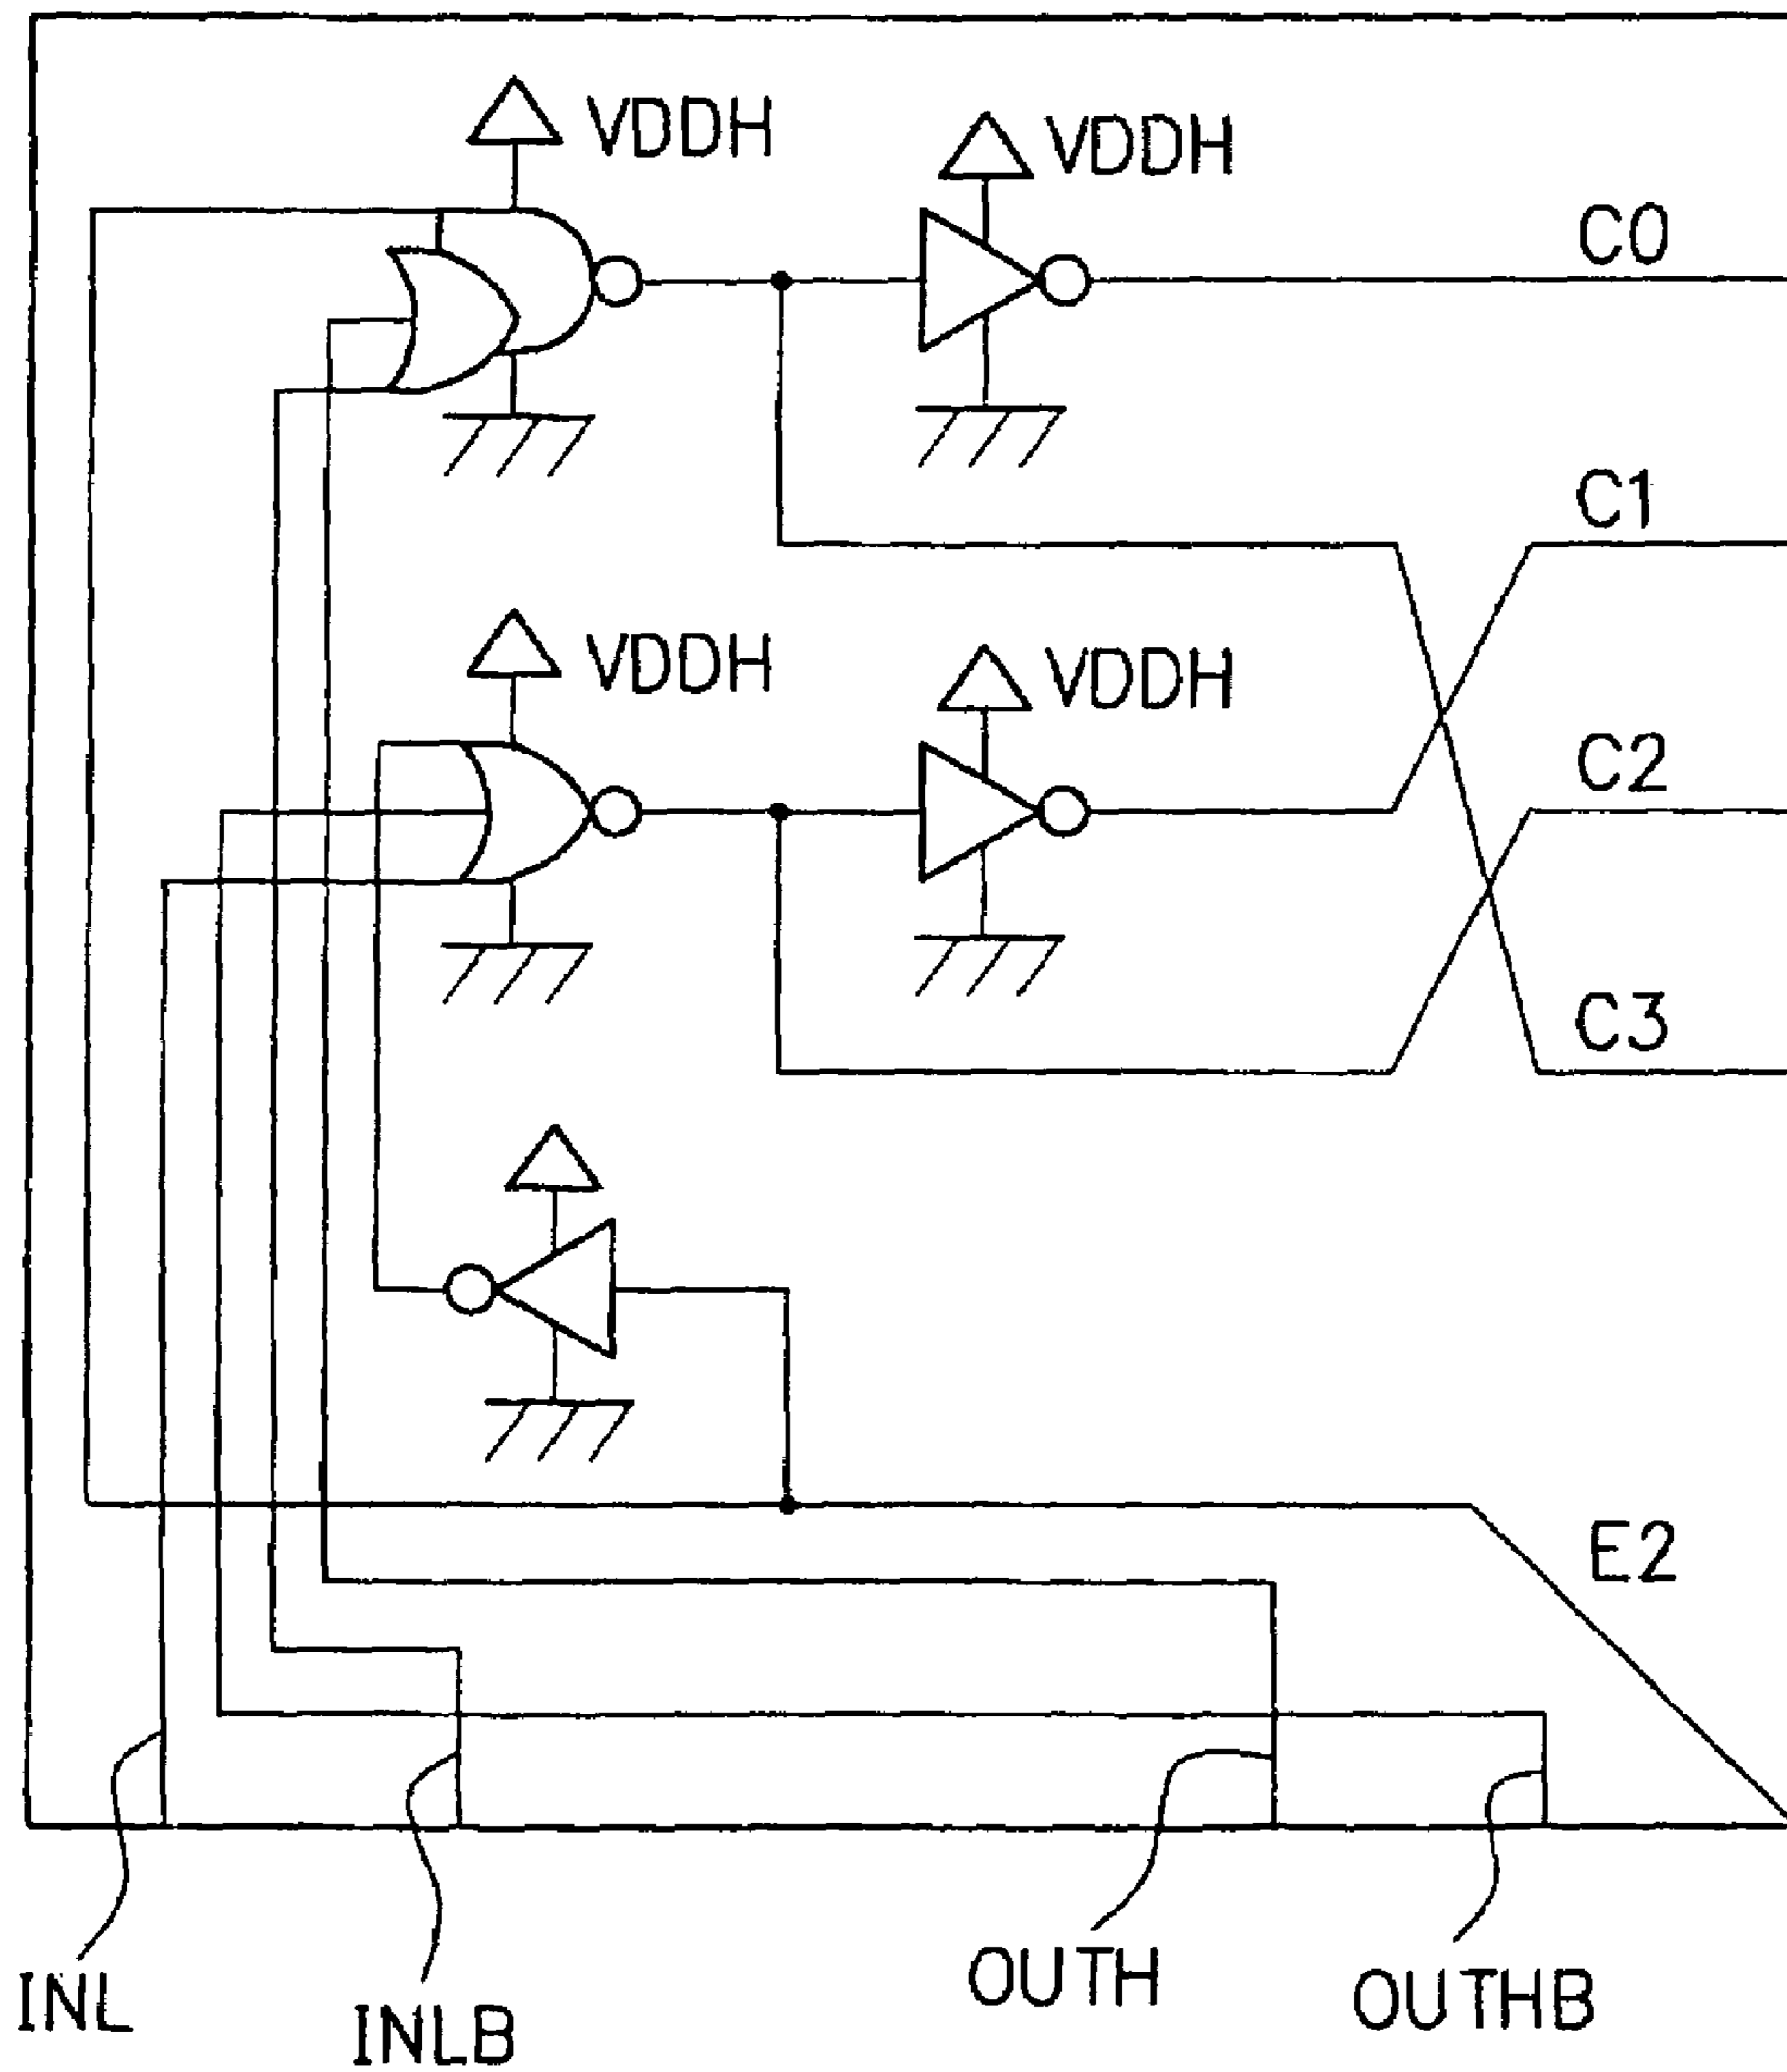 VDDH
VDDH
C0
C1
VDDH
VDDH
C2
C3
E2
INL
INLB
OUTH
OUTHB